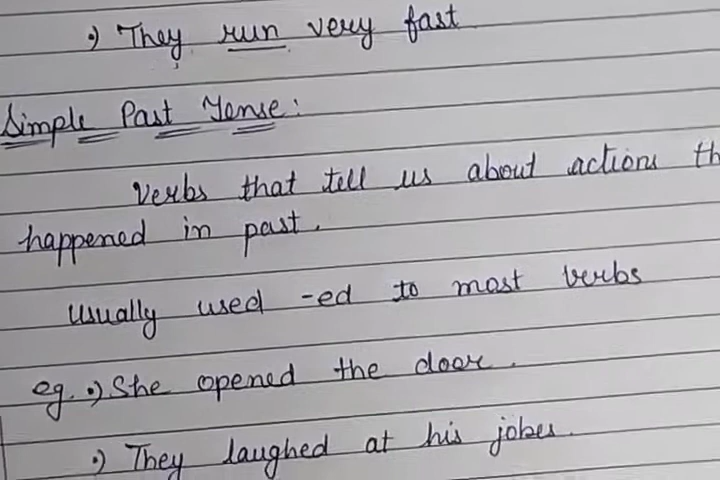 •) They run very fast
Simple Past Tense:
Verbs that tell us about actions th
happened in past.
Usually used -ed to most verbs
eg. •) She opened the door.
•) They laughed at his jokes.